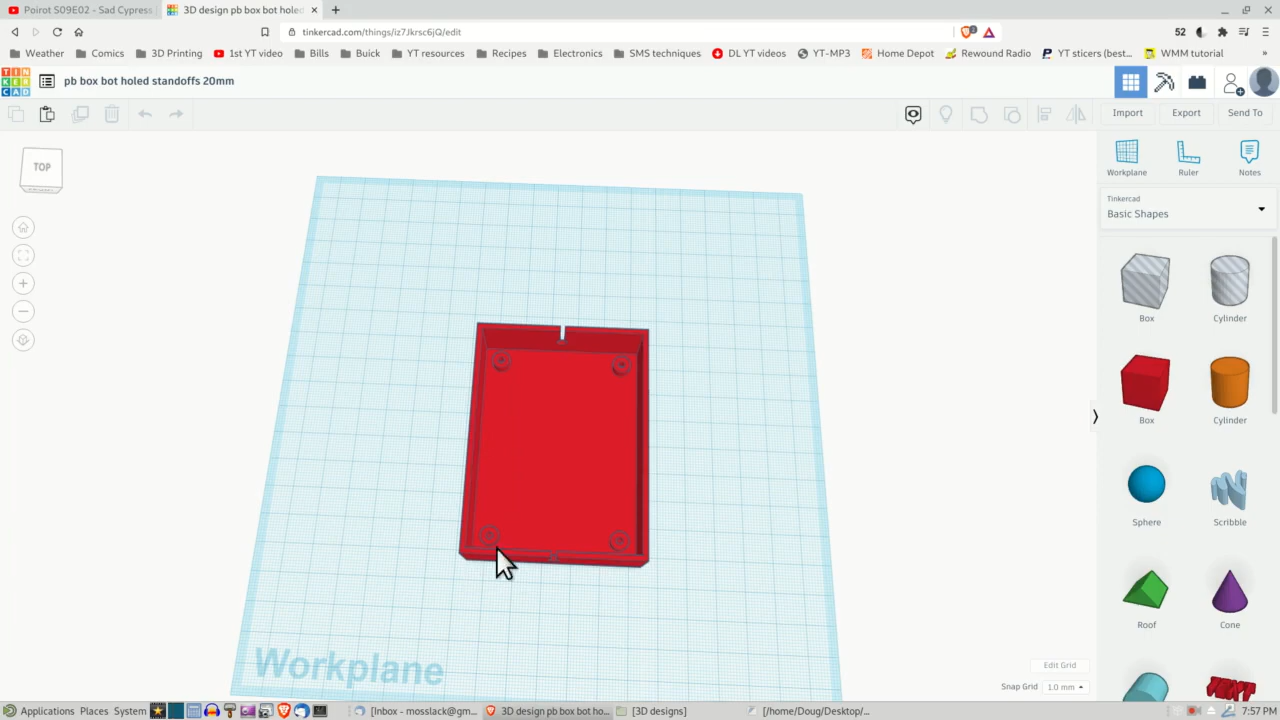 Poirot S09E02 - Sad Cypress
3D design pb box bot holed
tinkercad.com/things/iz7Jkrsc6jQ/edit
52
Weather
Comics
3D Printing
1st YT video
Bills
Buick
YT resources
Recipes
Electronics
SMS techniques
DL YT videos
YT-MP3
Home Depot
Rewound Radio
YT sticers (best...
WMM tutorial
»
TIN
KER
CAD
pb box bot holed standoffs 20mm
Import
Export
Send To
TOP
Workplane
Ruler
Notes
Tinkercad
Basic Shapes
Box
Cylinder
Box
Cylinder
Sphere
Scribble
Roof
Cone
Workplane
Edit Grid
Snap Grid 1.0 mm
Applications Places System
[Inbox - mosslack@gm...
3D design pb box bot ho...
[3D designs]
[/home/Doug/Desktop/...
7:57 PM